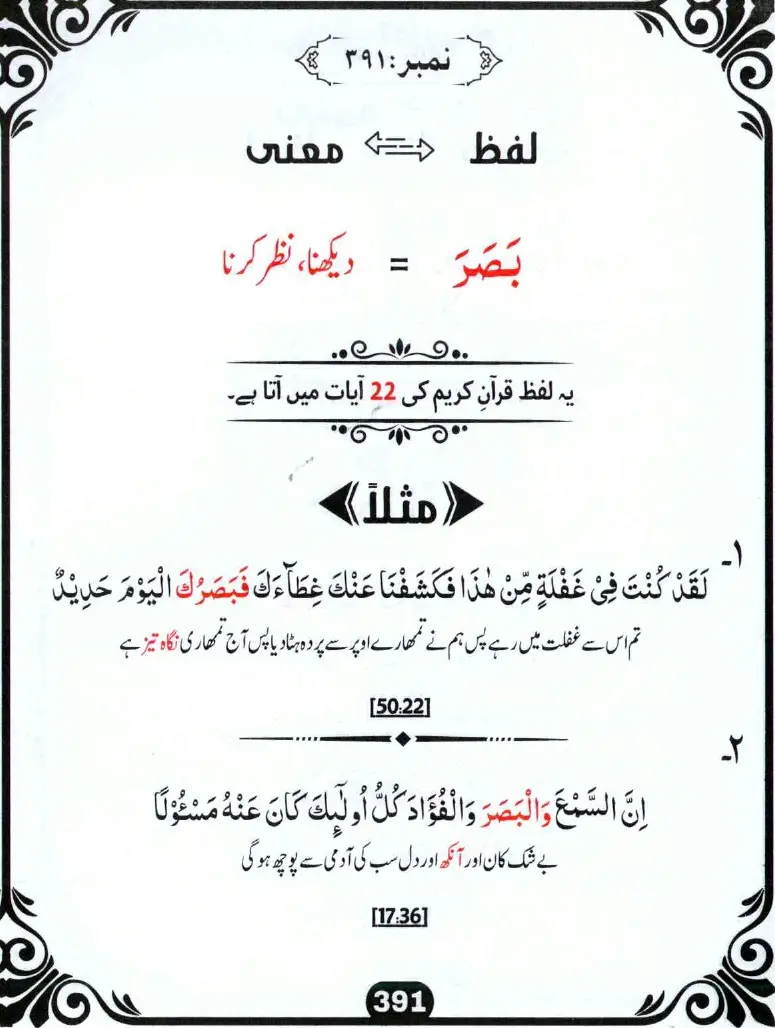 نمبر: ۳۹۱
لفظ ⇐⇒ معنی
بَصَرَ = دیکھنا، نظر کرنا
یہ لفظ قرآنِ کریم کی 22 آیات میں آتا ہے۔
مثلاً
۱۔
لَقَدْ كُنْتَ فِيْ غَفْلَةٍ مِّنْ هٰذَا فَكَشَفْنَا عَنْكَ غِطَآءَكَ فَبَصَرُكَ الْيَوْمَ حَدِيْدٌ
تم اس سے غفلت میں رہے پس ہم نے تمھارے اوپر سے پردہ ہٹا دیا پس آج تمھاری نگاہ تیز ہے
[50:22]
۲۔
اِنَّ السَّمْعَ وَالْبَصَرَ وَالْفُؤَادَ كُلُّ اُولٰٓىِٕكَ كَانَ عَنْهُ مَسْـُٔوْلًا
بے شک کان اور آنکھ اور دل سب کی آدمی سے پوچھ ہوگی
[17:36]
391